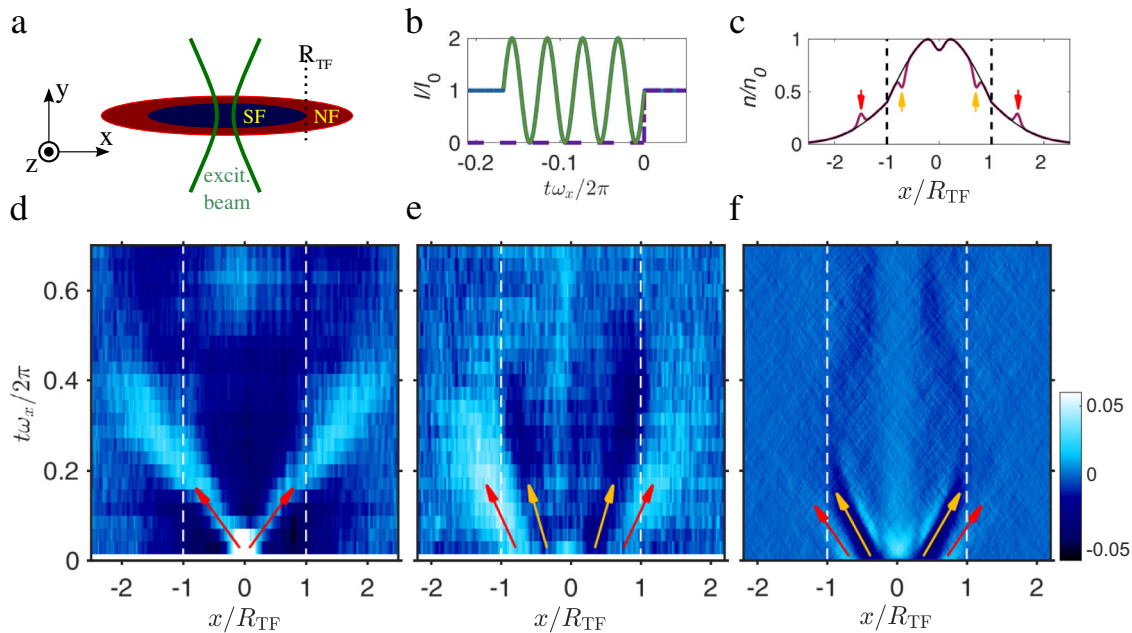 a
R_TF
y
SF
NF
x
z
excit.
beam
b
I/I_0
2
1
0
-0.2
-0.1
0
tω_x/2π
c
n/n_0
1
0.5
0
-2
-1
0
1
2
x/R_TF
d
0.6
0.4
0.2
0
tω_x/2π
-2
-1
0
1
2
x/R_TF
e
-2
-1
0
1
2
x/R_TF
f
-2
-1
0
1
2
x/R_TF
0.05
0
-0.05